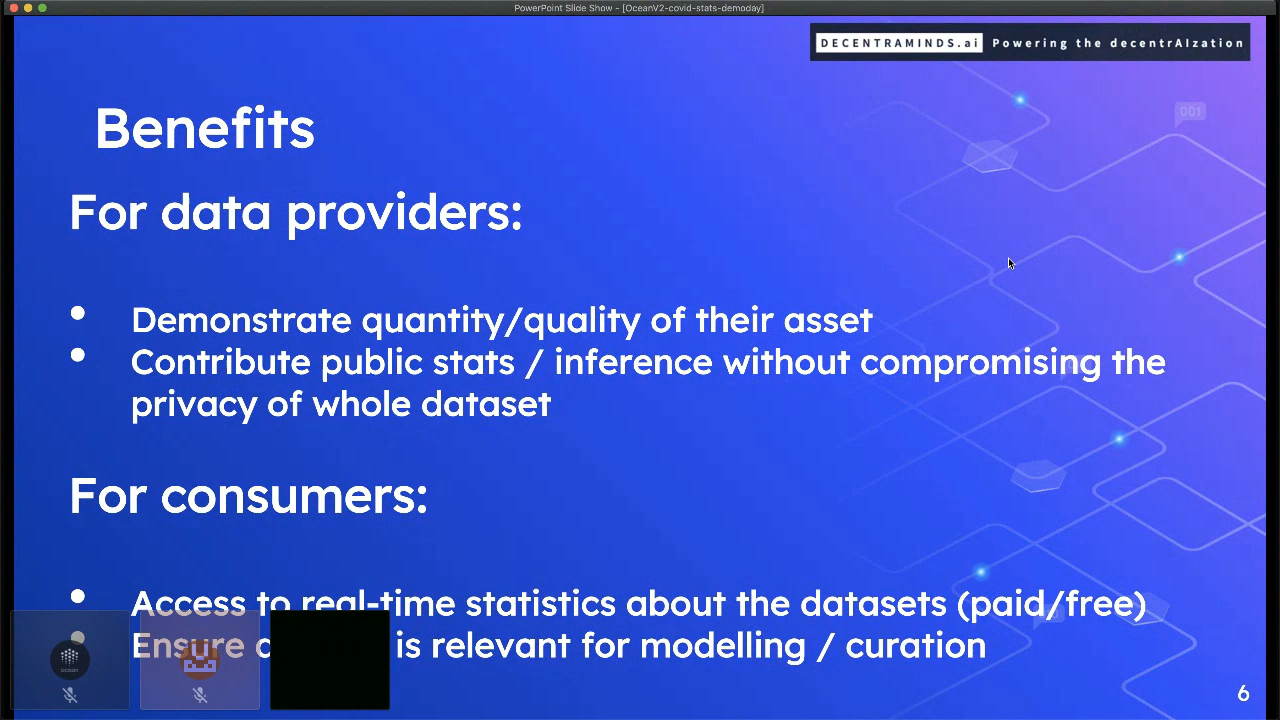 PowerPoint Slide Show - [OceanV2-covid-stats-demoday]
DECENTRAMINDS.ai Powering the decentrAIzation
001
Benefits
For data providers:
• Demonstrate quantity/quality of their asset
• Contribute public stats / inference without compromising the
privacy of whole dataset
For consumers:
• Access to real-time statistics about the datasets (paid/free)
• Ensure is relevant for modelling / curation
ocean
6